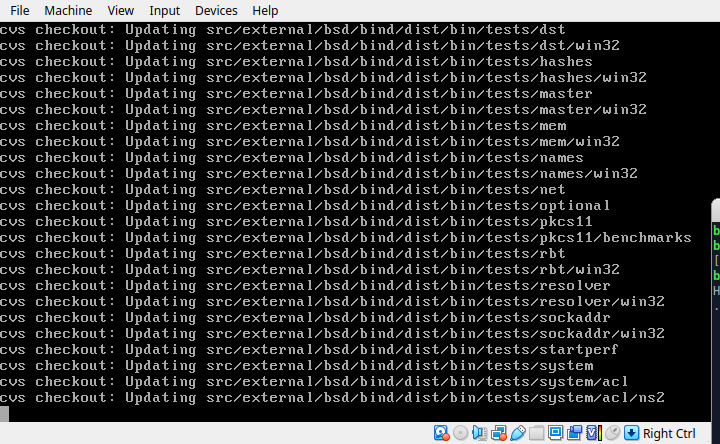 File Machine View Input Devices Help
cvs checkout: Updating src/external/bsd/bind/dist/bin/tests/dst
cvs checkout: Updating src/external/bsd/bind/dist/bin/tests/dst/win32
cvs checkout: Updating src/external/bsd/bind/dist/bin/tests/hashes
cvs checkout: Updating src/external/bsd/bind/dist/bin/tests/hashes/win32
cvs checkout: Updating src/external/bsd/bind/dist/bin/tests/master
cvs checkout: Updating src/external/bsd/bind/dist/bin/tests/master/win32
cvs checkout: Updating src/external/bsd/bind/dist/bin/tests/mem
cvs checkout: Updating src/external/bsd/bind/dist/bin/tests/mem/win32
cvs checkout: Updating src/external/bsd/bind/dist/bin/tests/names
cvs checkout: Updating src/external/bsd/bind/dist/bin/tests/names/win32
cvs checkout: Updating src/external/bsd/bind/dist/bin/tests/net
cvs checkout: Updating src/external/bsd/bind/dist/bin/tests/optional
cvs checkout: Updating src/external/bsd/bind/dist/bin/tests/pkcs11
cvs checkout: Updating src/external/bsd/bind/dist/bin/tests/pkcs11/benchmarks
cvs checkout: Updating src/external/bsd/bind/dist/bin/tests/rbt
cvs checkout: Updating src/external/bsd/bind/dist/bin/tests/rbt/win32
cvs checkout: Updating src/external/bsd/bind/dist/bin/tests/resolver
cvs checkout: Updating src/external/bsd/bind/dist/bin/tests/resolver/win32
cvs checkout: Updating src/external/bsd/bind/dist/bin/tests/sockaddr
cvs checkout: Updating src/external/bsd/bind/dist/bin/tests/sockaddr/win32
cvs checkout: Updating src/external/bsd/bind/dist/bin/tests/startperf
cvs checkout: Updating src/external/bsd/bind/dist/bin/tests/system
cvs checkout: Updating src/external/bsd/bind/dist/bin/tests/system/acl
cvs checkout: Updating src/external/bsd/bind/dist/bin/tests/system/acl/ns2
Right Ctrl